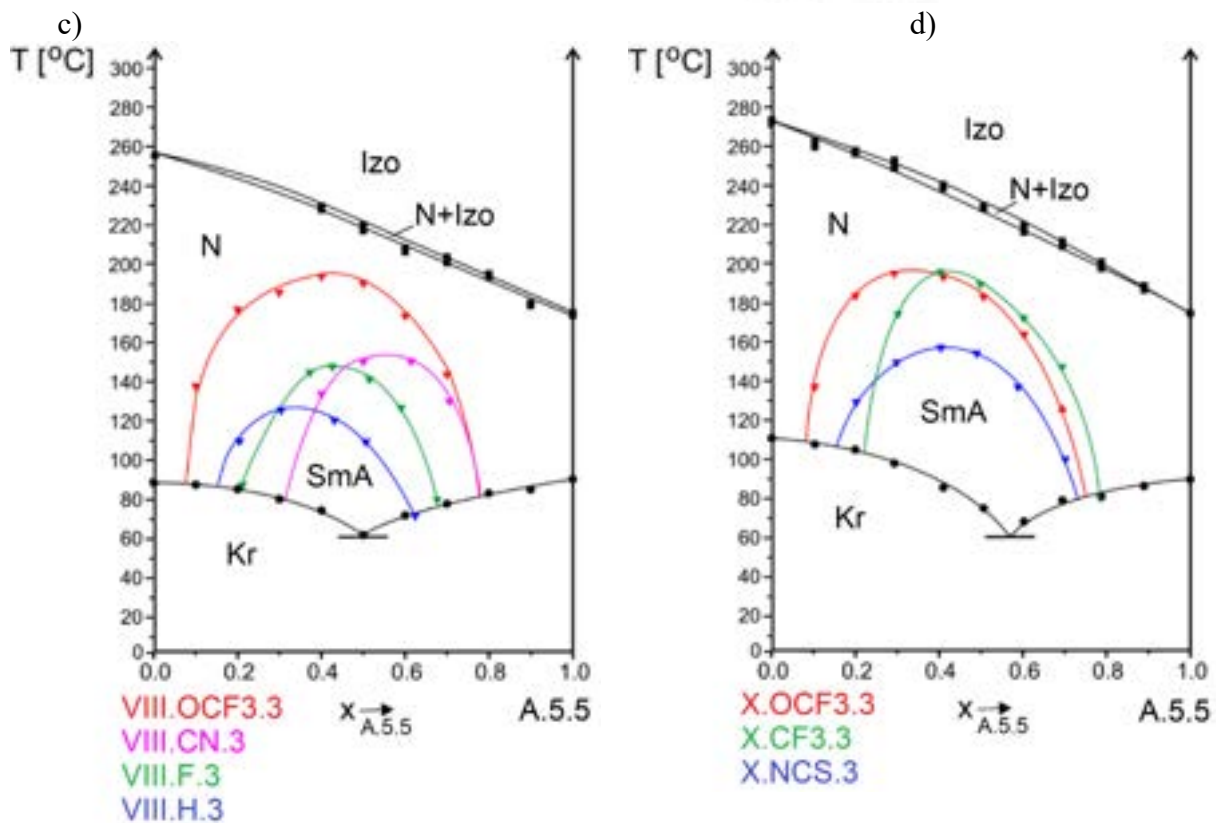 c)
T [°C]
300
280
260
240
220
200
180
160
140
120
100
80
60
40
20
0
Izo
N+Izo
N
SmA
Kr
0.0 0.2 0.4 0.6 0.8 1.0
VIII.OCF3.3
VIII.CN.3
VIII.F.3
VIII.H.3
x A.5.5 →
A.5.5
d)
T [°C]
300
280
260
240
220
200
180
160
140
120
100
80
60
40
20
0
Izo
N+Izo
N
SmA
Kr
0.0 0.2 0.4 0.6 0.8 1.0
X.OCF3.3
X.CF3.3
X.NCS.3
x A.5.5 →
A.5.5